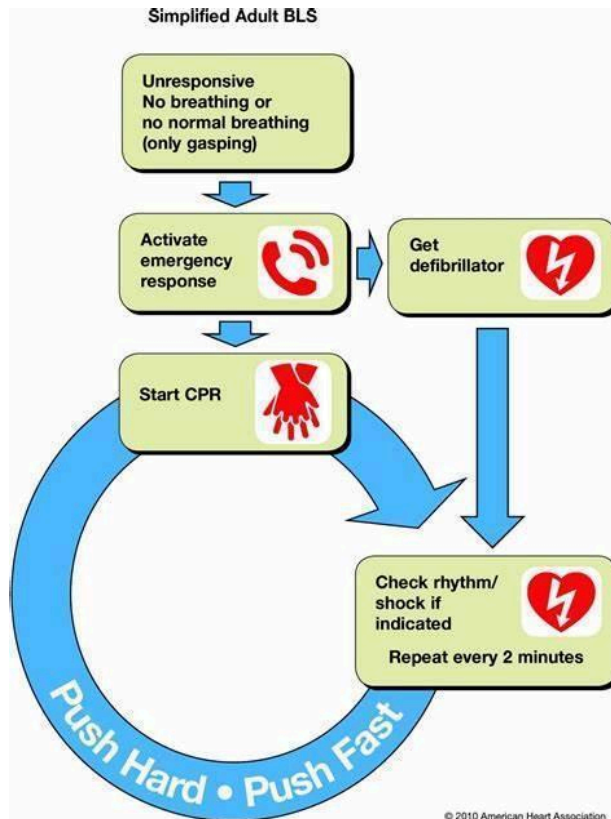 Simplified Adult BLS
Unresponsive
No breathing or
no normal breathing
(only gasping)
Activate
emergency
response
Get
defibrillator
Start CPR
Check rhythm/
shock if
indicated
Repeat every 2 minutes
Push Hard • Push Fast
© 2010 American Heart Association